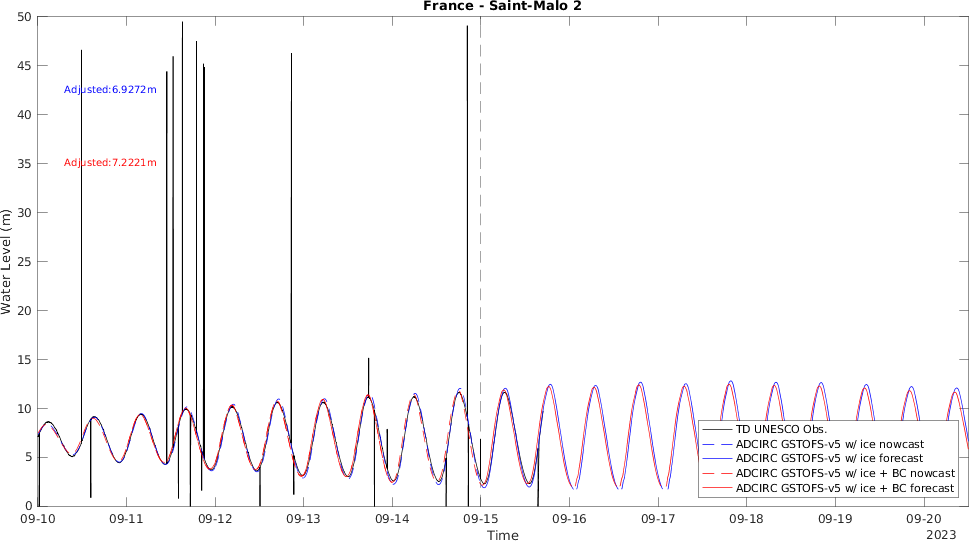 France - Saint-Malo 2
50
45
40
35
30
25
20
15
10
5
0
Water Level (m)
Adjusted:6.9272m
Adjusted:7.2221m
TD UNESCO Obs.
ADCIRC GSTOFS-v5 w/ ice nowcast
ADCIRC GSTOFS-v5 w/ ice forecast
ADCIRC GSTOFS-v5 w/ ice + BC nowcast
ADCIRC GSTOFS-v5 w/ ice + BC forecast
09-10 09-11 09-12 09-13 09-14 09-15 09-16 09-17 09-18 09-19 09-20
Time
2023